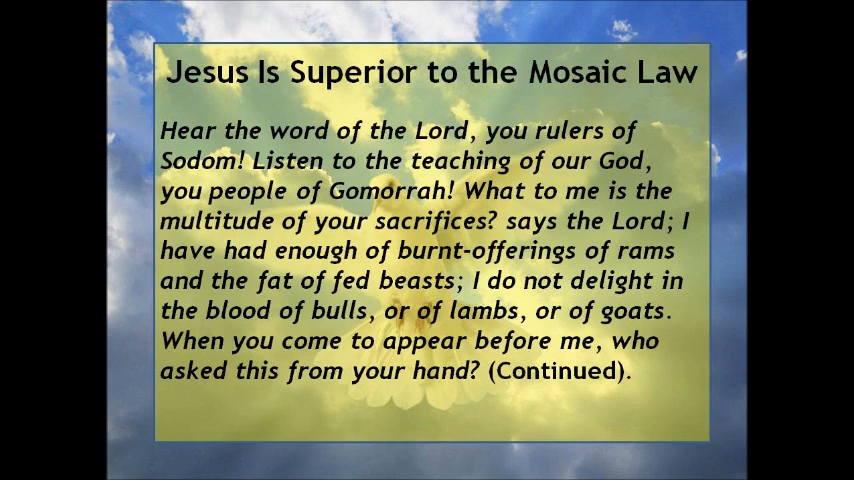 Jesus Is Superior to the Mosaic Law
Hear the word of the Lord, you rulers of
Sodom! Listen to the teaching of our God,
you people of Gomorrah! What to me is the
multitude of your sacrifices? says the Lord; I
have had enough of burnt-offerings of rams
and the fat of fed beasts; I do not delight in
the blood of bulls, or of lambs, or of goats.
When you come to appear before me, who
asked this from your hand? (Continued).